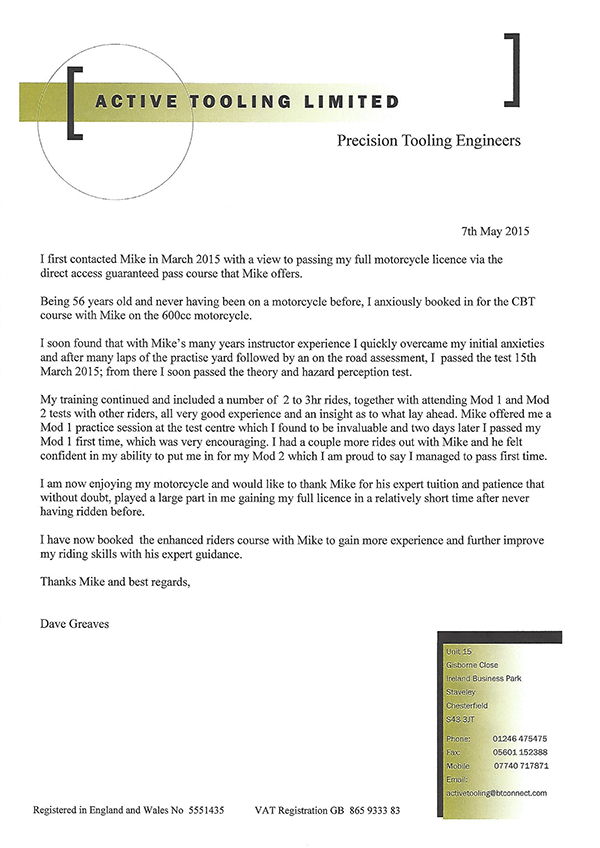 ACTIVE TOOLING LIMITED
Precision Tooling Engineers
7th May 2015
I first contacted Mike in March 2015 with a view to passing my full motorcycle licence via the
direct access guaranteed pass course that Mike offers.
Being 56 years old and never having been on a motorcycle before, I anxiously booked in for the CBT
course with Mike on the 600cc motorcycle.
I soon found that with Mike's many years instructor experience I quickly overcame my initial anxieties
and after many laps of the practise yard followed by an on the road assessment, I passed the test 15th
March 2015; from there I soon passed the theory and hazard perception test.
My training continued and included a number of 2 to 3hr rides, together with attending Mod 1 and Mod
2 tests with other riders, all very good experience and an insight as to what lay ahead. Mike offered me a
Mod 1 practice session at the test centre which I found to be invaluable and two days later I passed my
Mod 1 first time, which was very encouraging. I had a couple more rides out with Mike and he felt
confident in my ability to put me in for my Mod 2 which I am proud to say I managed to pass first time.
I am now enjoying my motorcycle and would like to thank Mike for his expert tuition and patience that
without doubt, played a large part in me gaining my full licence in a relatively short time after never
having ridden before.
I have now booked the enhanced riders course with Mike to gain more experience and further improve
my riding skills with his expert guidance.
Thanks Mike and best regards,
Dave Greaves
Unit 15
Gisborne Close
Ireland Business Park
Staveley
Chesterfield
S43 3JT
Phone: 01246 475475
Fax: 05601 152388
Mobile 07740 717871
Email:
activetooling@btconnect.com
Registered in England and Wales No 5551435 VAT Registration GB 865 9333 83